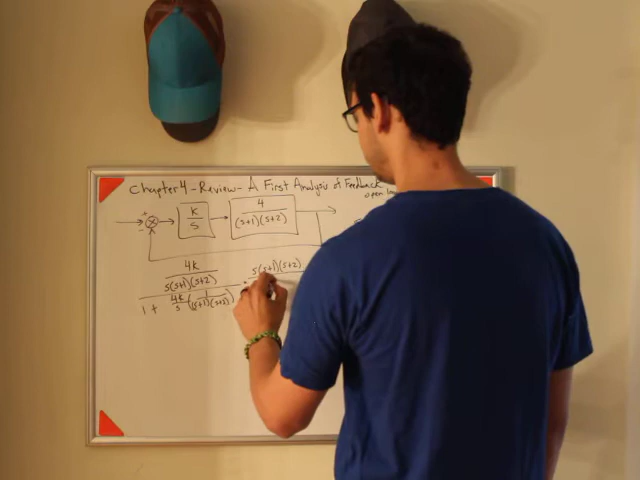 Chapter 4 - Review - A First Analysis of Feedback
open
+
-
K/s
4/((s+1)(s+2))
4K/(s(s+1)(s+2))
s(s+1)(s+2)
1 + 4K/s (1/((s+1)(s+2)))